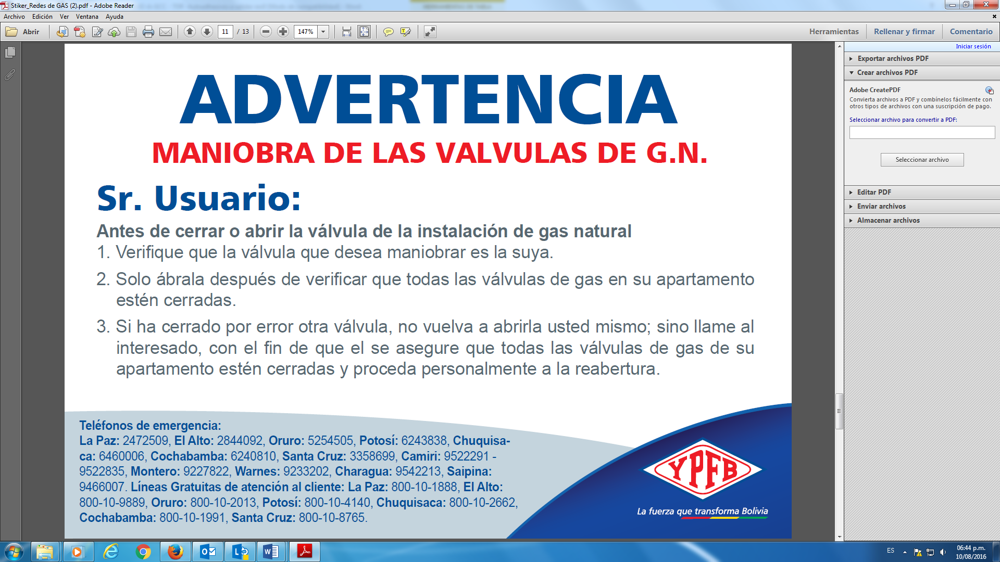 Stiker_Redes de GAS (2).pdf - Adobe Reader
Archivo Edición Ver Ventana Ayuda
Abrir 11 / 13 147% Herramientas Rellenar y firmar Comentario
Iniciar sesión
Exportar archivos PDF
Crear archivos PDF
Adobe CreatePDF
Convierta archivos a PDF y combínelos fácilmente con
otros tipos de archivos con una suscripción de pago.
Seleccionar archivo para convertir a PDF:
Seleccionar archivo
Editar PDF
Enviar archivos
Almacenar archivos
ADVERTENCIA
MANIOBRA DE LAS VALVULAS DE G.N.
Sr. Usuario:
Antes de cerrar o abrir la válvula de la instalación de gas natural
1. Verifique que la válvula que desea maniobrar es la suya.
2. Solo ábrala después de verificar que todas las válvulas de gas en su apartamento
estén cerradas.
3. Si ha cerrado por error otra válvula, no vuelva a abrirla usted mismo; sino llame al
interesado, con el fin de que el se asegure que todas las válvulas de gas de su
apartamento estén cerradas y proceda personalmente a la reabertura.
Teléfonos de emergencia:
La Paz: 2472509, El Alto: 2844092, Oruro: 5254505, Potosí: 6243838, Chuquisa-
ca: 6460006, Cochabamba: 6240810, Santa Cruz: 3358699, Camiri: 9522291 -
9522835, Montero: 9227822, Warnes: 9233202, Charagua: 9542213, Saipina:
9466007. Líneas Gratuitas de atención al cliente: La Paz: 800-10-1888, El Alto:
800-10-9889, Oruro: 800-10-2013, Potosí: 800-10-4140, Chuquisaca: 800-10-2662,
Cochabamba: 800-10-1991, Santa Cruz: 800-10-8765.
YPFB
La fuerza que transforma Bolivia
ES
06:44 p.m.
10/08/2016